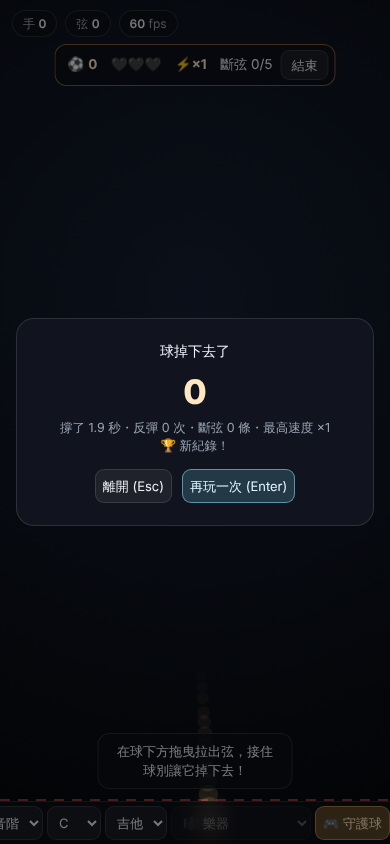 手 0 弦 0 60 fps
⚽ 0 🖤🖤🖤 ⚡×1 斷弦 0/5 結束
球掉下去了
0
撐了 1.9 秒・反彈 0 次・斷弦 0 條・最高速度 ×1
🏆 新紀錄！
離開 (Esc) 再玩一次 (Enter)
在球下方拖曳拉出弦，接住
球別讓它掉下去！
音階 C 吉他 樂器 🎮 守護球